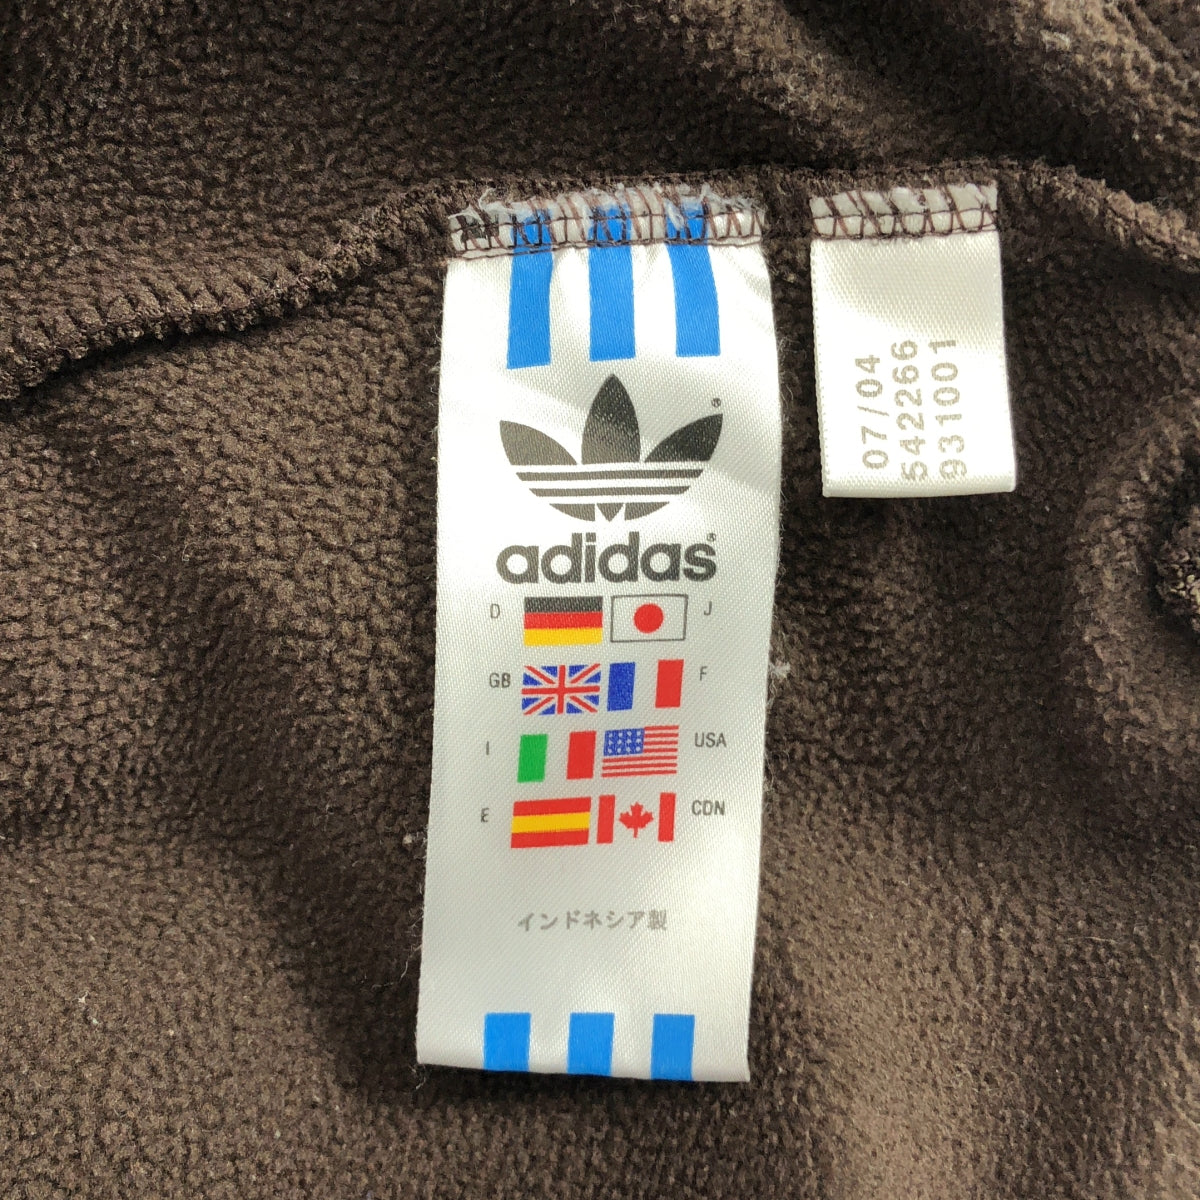 adidas
D J
GB F
I USA
E CDN
インドネシア製
07/04
542266
931001